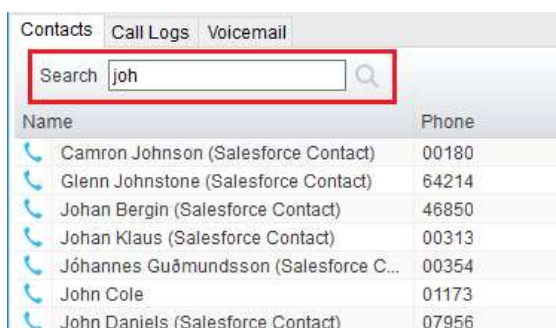 Contacts Call Logs Voicemail
Search joh
Name Phone
Camron Johnson (Salesforce Contact) 00180
Glenn Johnstone (Salesforce Contact) 64214
Johan Bergin (Salesforce Contact) 46850
Johan Klaus (Salesforce Contact) 00313
Jóhannes Guðmundsson (Salesforce C... 00354
John Cole 01173
John Daniels (Salesforce Contact) 07956